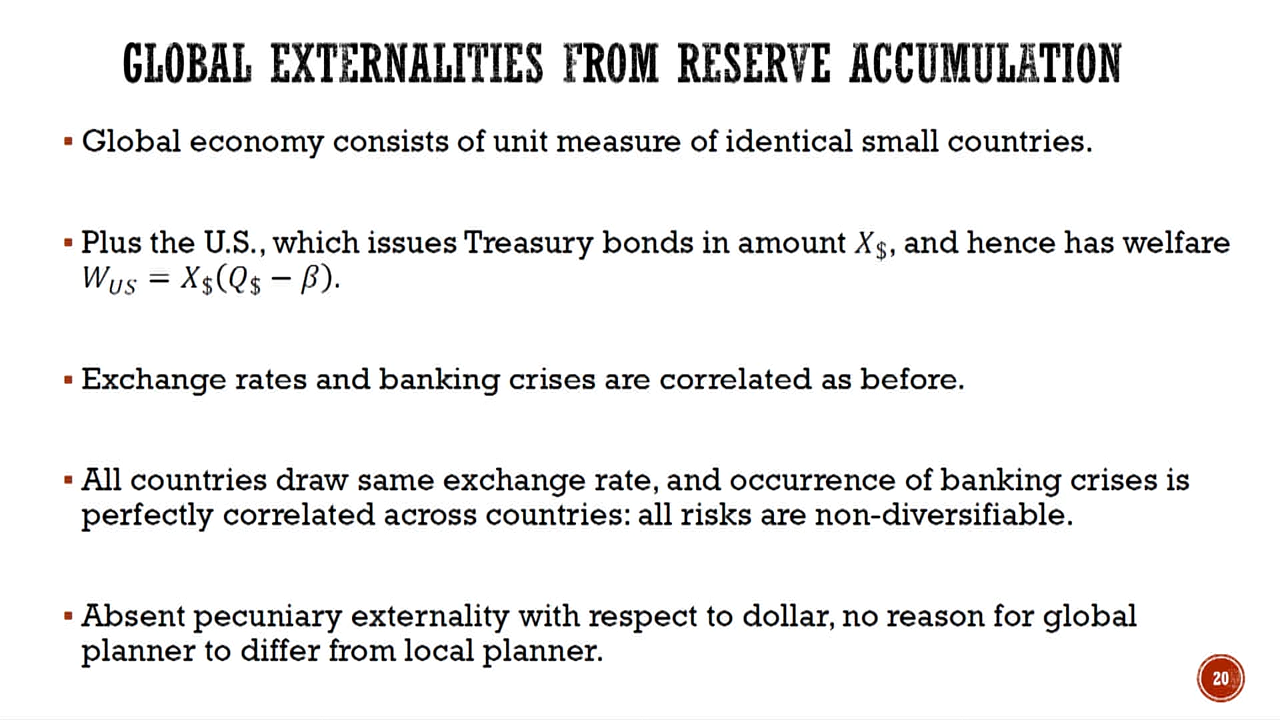 GLOBAL EXTERNALITIES FROM RESERVE ACCUMULATION
▪ Global economy consists of unit measure of identical small countries.
▪ Plus the U.S., which issues Treasury bonds in amount X$, and hence has welfare
W_US = X$(Q$ − β).
▪ Exchange rates and banking crises are correlated as before.
▪ All countries draw same exchange rate, and occurrence of banking crises is
perfectly correlated across countries: all risks are non-diversifiable.
▪ Absent pecuniary externality with respect to dollar, no reason for global
planner to differ from local planner.
20